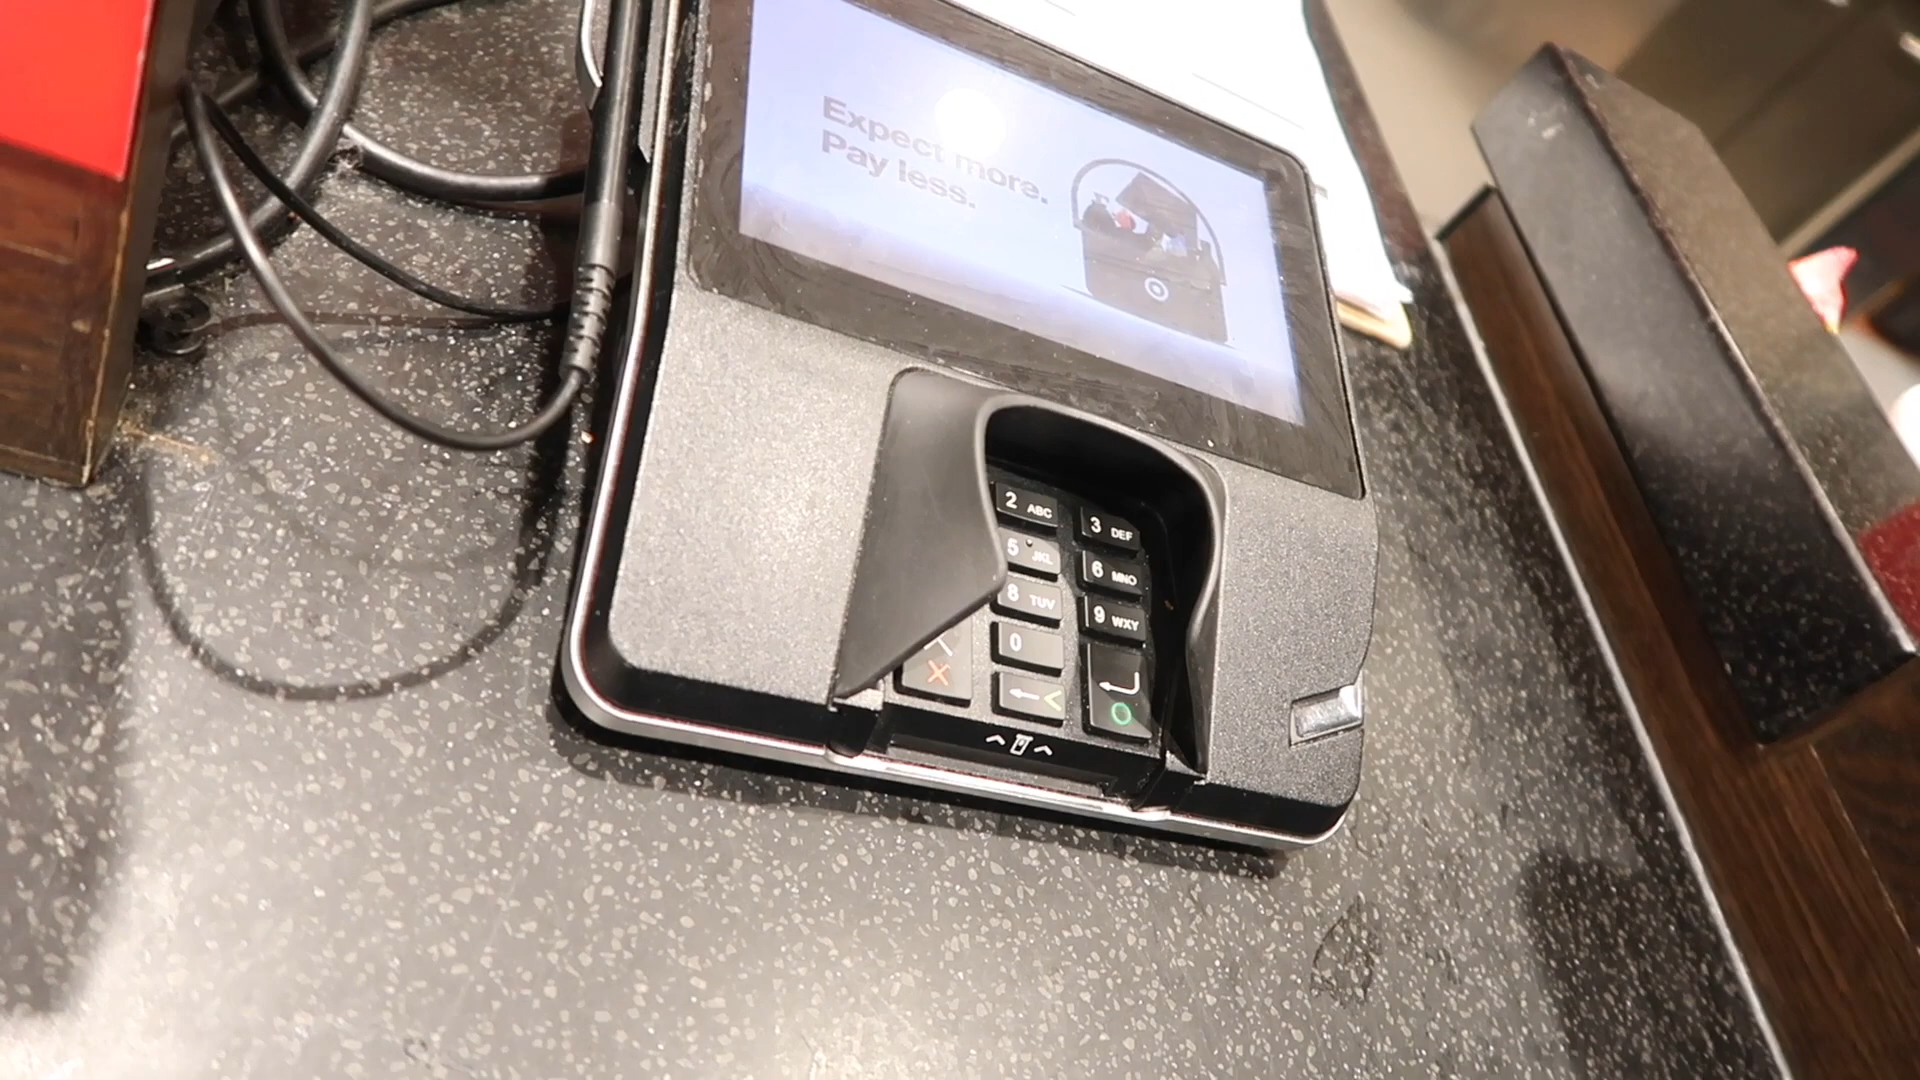 Expect more.
Pay less.
2 ABC
3 DEF
5 JKL
6 MNO
8 TUV
9 WXY
0